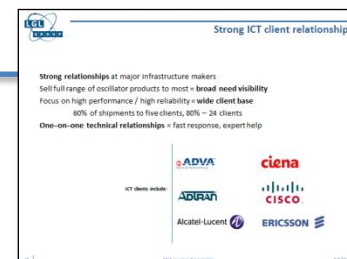 LGL
GROUP
Strong ICT client relationship
Strong relationships at major infrastructure makers
Sell full range of oscillator products to most = broad need visibility
Focus on high performance / high reliability = wide client base
60% of shipments to five clients, 80% – 24 clients
One–on–one technical relationships = fast response, expert help
ICT clients include:
ADVA
ciena
ADTRAN
CISCO
Alcatel-Lucent
ERICSSON